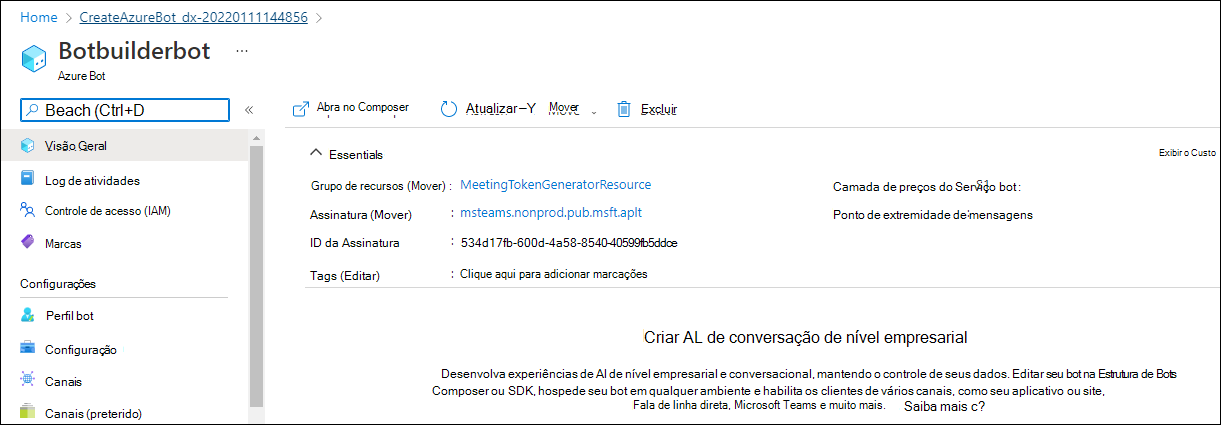 Home > CreateAzureBot_dx-20220111144856 >
Botbuilderbot ...
Azure Bot
Beach (Ctrl+D «
Abra no Composer Atualizar-Y Mover Excluir
Visão Geral
Log de atividades
Controle de acesso (IAM)
Marcas
Configurações
Perfil bot
Configuração
Canais
Canais (preterido)
Essentials Exibir o Custo
Grupo de recursos (Mover) : MeetingTokenGeneratorResource
Assinatura (Mover) : msteams.nonprod.pub.msft.aplt
ID da Assinatura : 534d17fb-600d-4a58-8540-40599fb5ddce
Tags (Editar) : Clique aqui para adicionar marcações
Camada de preços do Serviço bot : S1
Ponto de extremidade de mensagens
Criar AL de conversação de nível empresarial
Desenvolva experiências de AI de nível empresarial e conversacional, mantendo o controle de seus dados. Editar seu bot na Estrutura de Bots
Composer ou SDK, hospede seu bot em qualquer ambiente e habilita os clientes de vários canais, como seu aplicativo ou site,
Fala de linha direta, Microsoft Teams e muito mais. Saiba mais c?